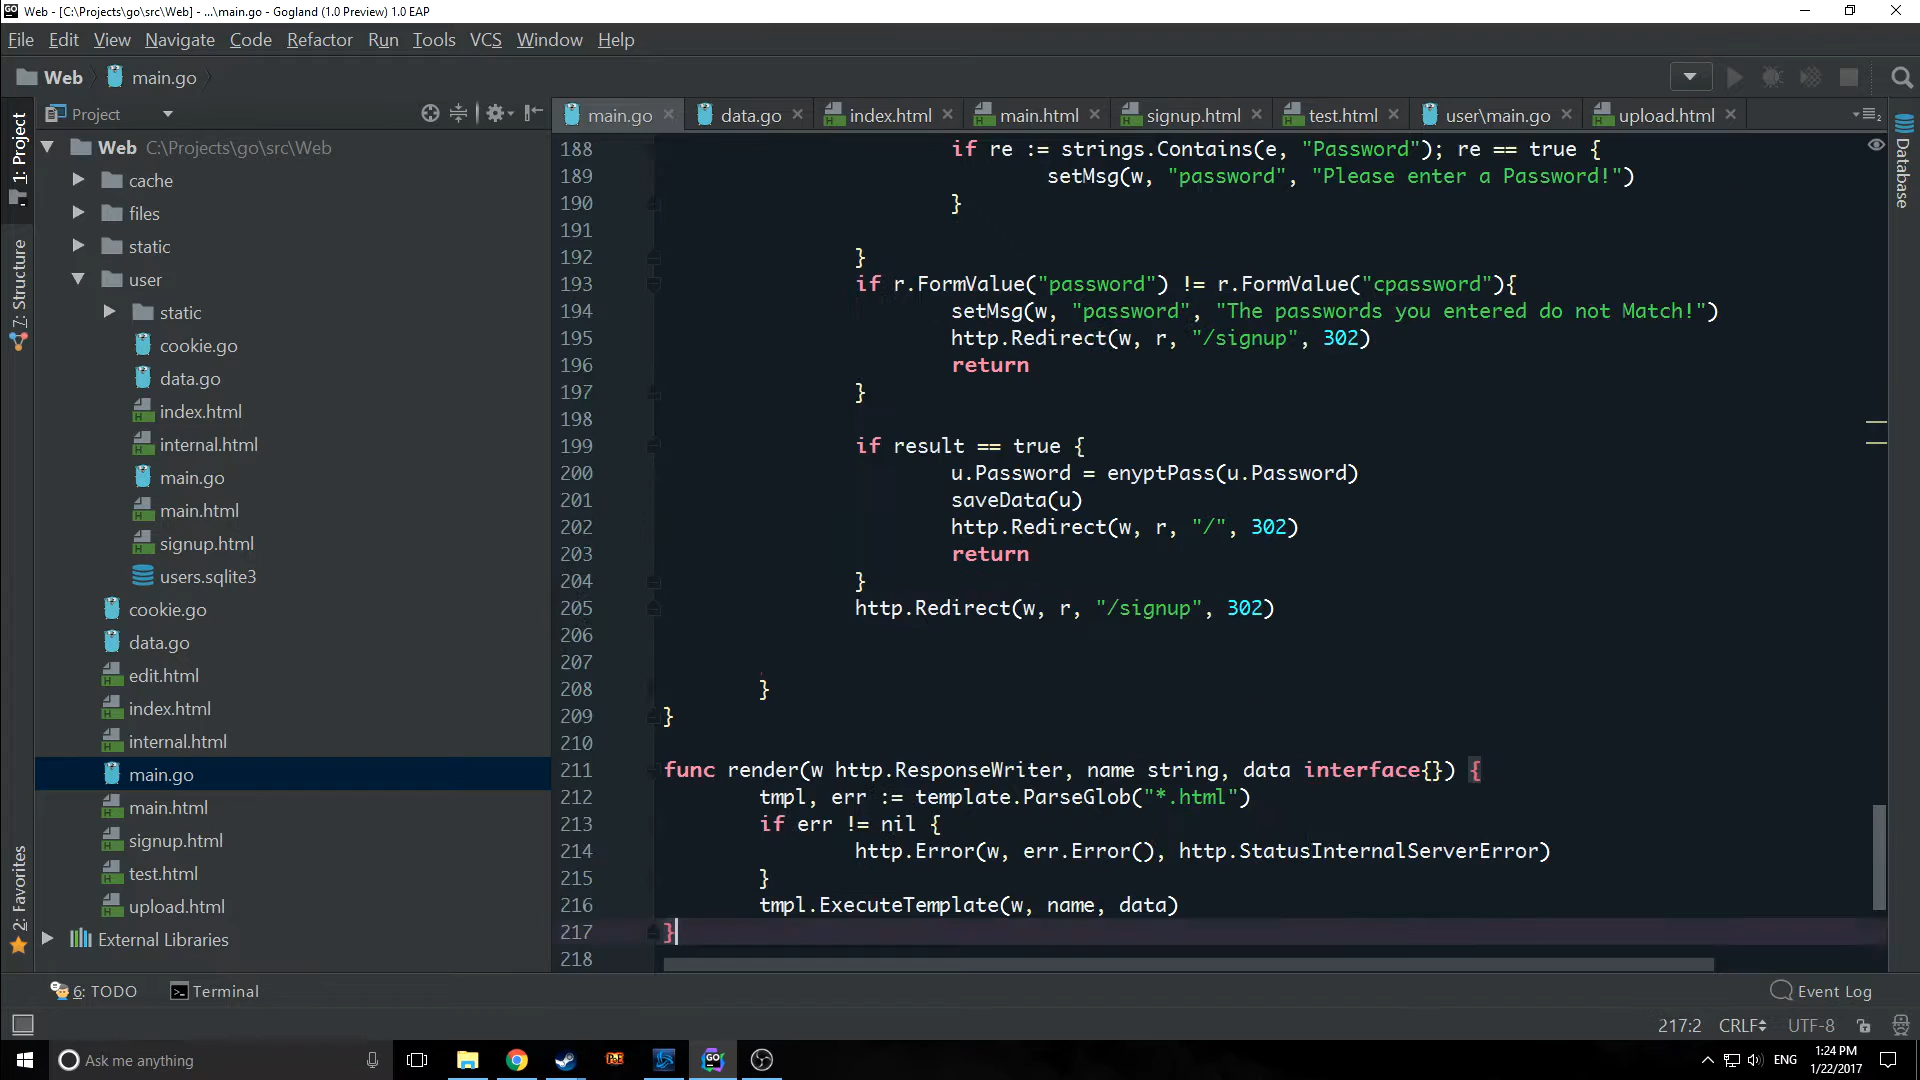 Web - [C:\Projects\go\src\Web] - ...\main.go - Gogland (1.0 Preview) 1.0 EAP
File Edit View Navigate Code Refactor Run Tools VCS Window Help
Web main.go
Project
main.go data.go index.html main.html signup.html test.html user\main.go upload.html
1: Project
7: Structure
2: Favorites
Database
Web C:\Projects\go\src\Web
cache
files
static
user
static
cookie.go
data.go
index.html
internal.html
main.go
main.html
signup.html
users.sqlite3
cookie.go
data.go
edit.html
index.html
internal.html
main.go
main.html
signup.html
test.html
upload.html
External Libraries
188 if re := strings.Contains(e, "Password"); re == true {
189 setMsg(w, "password", "Please enter a Password!")
190 }
191
192 }
193 if r.FormValue("password") != r.FormValue("cpassword"){
194 setMsg(w, "password", "The passwords you entered do not Match!")
195 http.Redirect(w, r, "/signup", 302)
196 return
197 }
198
199 if result == true {
200 u.Password = enyptPass(u.Password)
201 saveData(u)
202 http.Redirect(w, r, "/", 302)
203 return
204 }
205 http.Redirect(w, r, "/signup", 302)
206
207
208 }
209 }
210
211 func render(w http.ResponseWriter, name string, data interface{}) {
212 tmpl, err := template.ParseGlob("*.html")
213 if err != nil {
214 http.Error(w, err.Error(), http.StatusInternalServerError)
215 }
216 tmpl.ExecuteTemplate(w, name, data)
217 }
218
6: TODO Terminal Event Log
217:2 CRLF UTF-8
Ask me anything
ENG
1:24 PM
1/22/2017